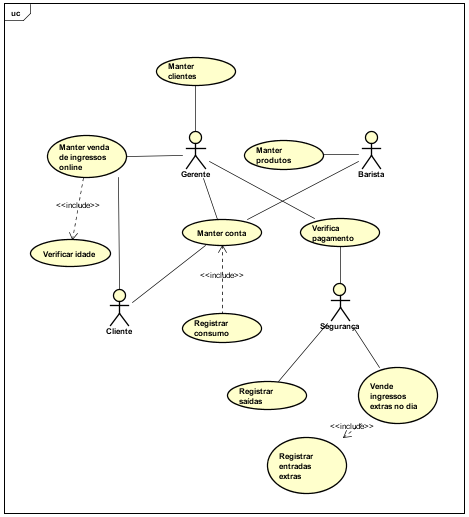 uc
Manter
clientes
Manter venda
de ingressos
online
Gerente
Manter
produtos
Barista
<<include>>
Manter conta
Verifica
pagamento
Verificar idade
<<include>>
Cliente
Registrar
consumo
Segurança
Registrar
saídas
Vende
ingressos
extras no dia
<<include>>
Registrar
entradas
extras